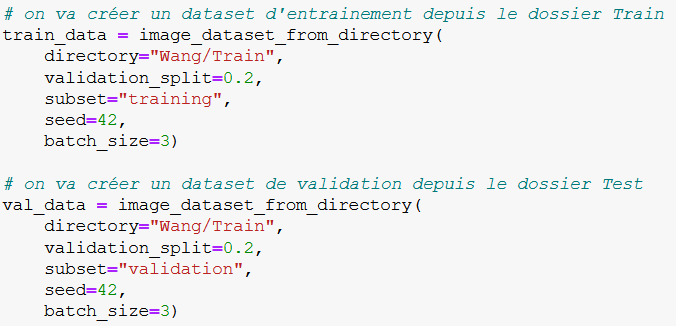 # on va créer un dataset d'entrainement depuis le dossier Train
train_data = image_dataset_from_directory(
    directory="Wang/Train",
    validation_split=0.2,
    subset="training",
    seed=42,
    batch_size=3)

# on va créer un dataset de validation depuis le dossier Test
val_data = image_dataset_from_directory(
    directory="Wang/Train",
    validation_split=0.2,
    subset="validation",
    seed=42,
    batch_size=3)